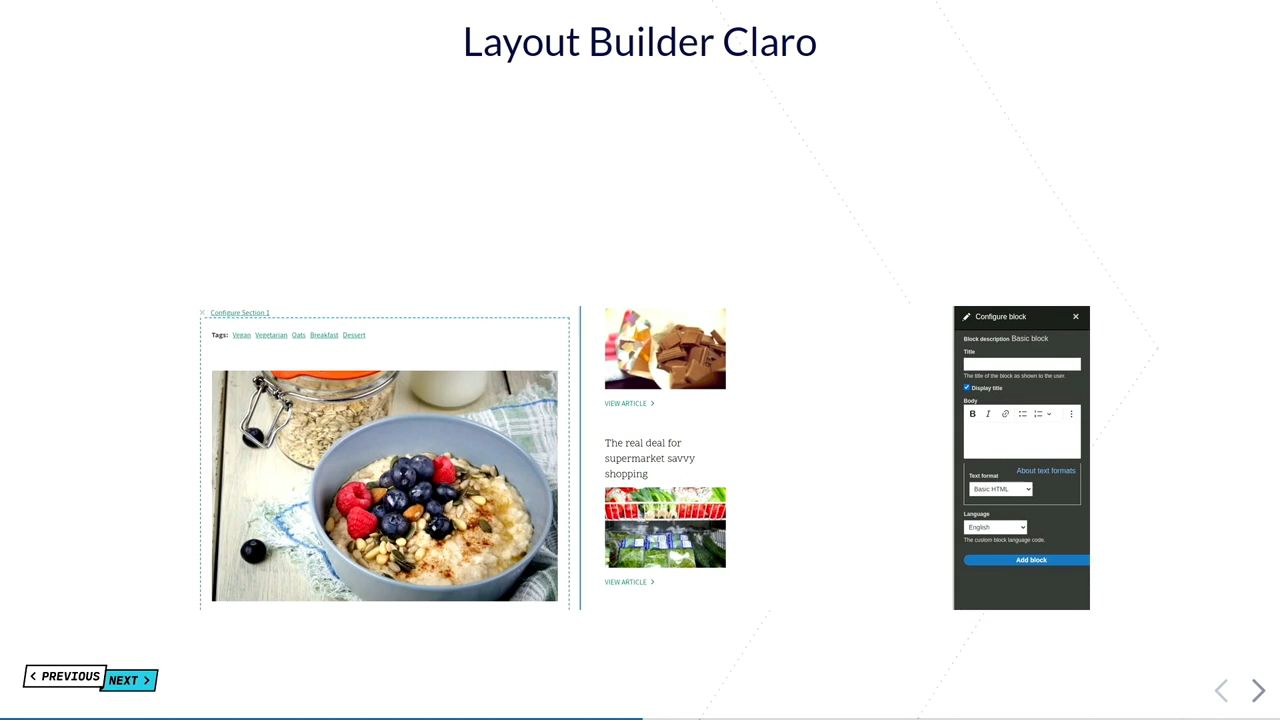 Layout Builder Claro
Configure Section 1
Tags: Vegan Vegetarian Oats Breakfast Dessert
VIEW ARTICLE
The real deal for
supermarket savvy
shopping
VIEW ARTICLE
Configure block
Block description Basic block
Title
The title of the block as shown to the user.
Display title
Body
B I
About text formats
Text format
Basic HTML
Language
English
The custom block language code.
Add block
PREVIOUS
NEXT